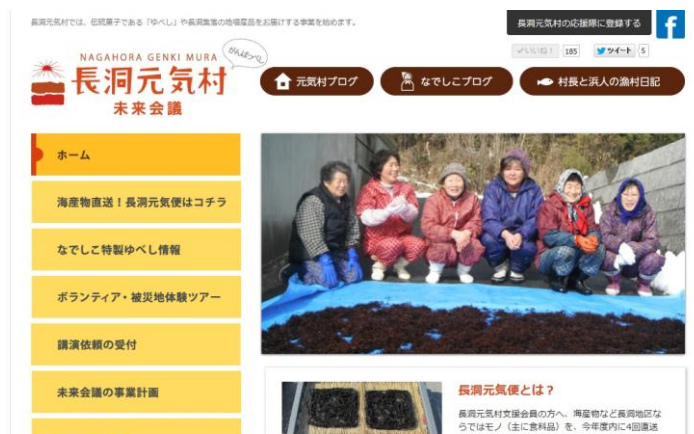 長洞元気村では、伝統菓子である「ゆべし」や長洞集落の地場産品をお届けする事業を始めます。
長洞元気村の応援隊に登録する
f
いいね！ 185 ツイート 5
NAGAHORA GENKI MURA
がんばっぺし
長洞元気村
未来会議
元気村ブログ
なでしこブログ
村長と浜人の漁村日記
ホーム
海産物直送！長洞元気便はコチラ
なでしこ特製ゆべし情報
ボランティア・被災地体験ツアー
講演依頼の受付
未来会議の事業計画
長洞元気便とは？
長洞元気村支援会員の方へ、海産物など長洞地区な
らではモノ（主に食料品）を、今年度内に4回直送